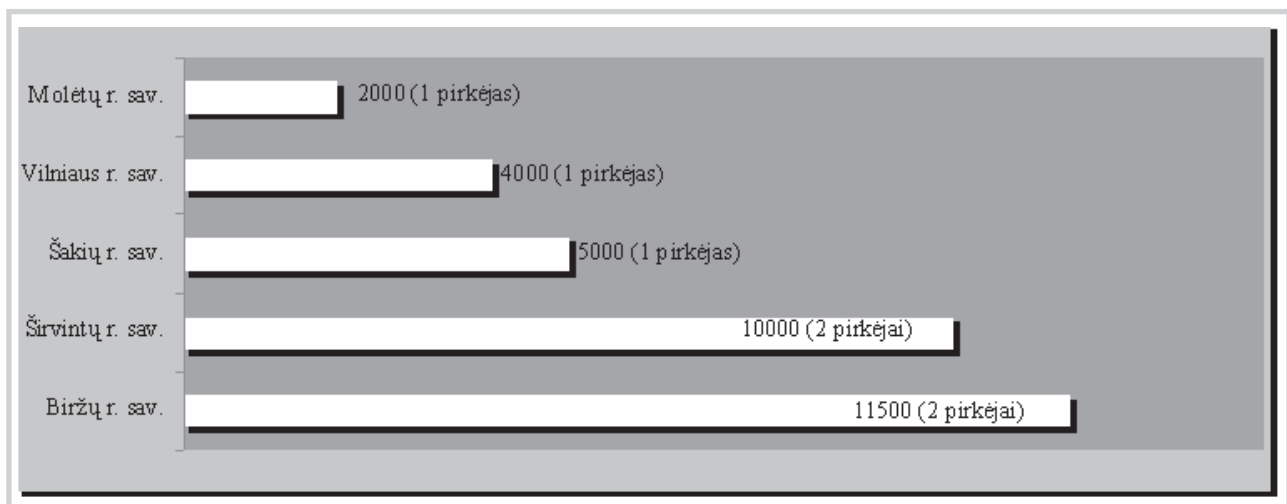 Molėtų r. sav. 2000 (1 pirkėjas)
Vilniaus r. sav. 4000 (1 pirkėjas)
Šakių r. sav. 5000 (1 pirkėjas)
Širvintų r. sav. 10000 (2 pirkėjai)
Biržų r. sav. 11500 (2 pirkėjai)